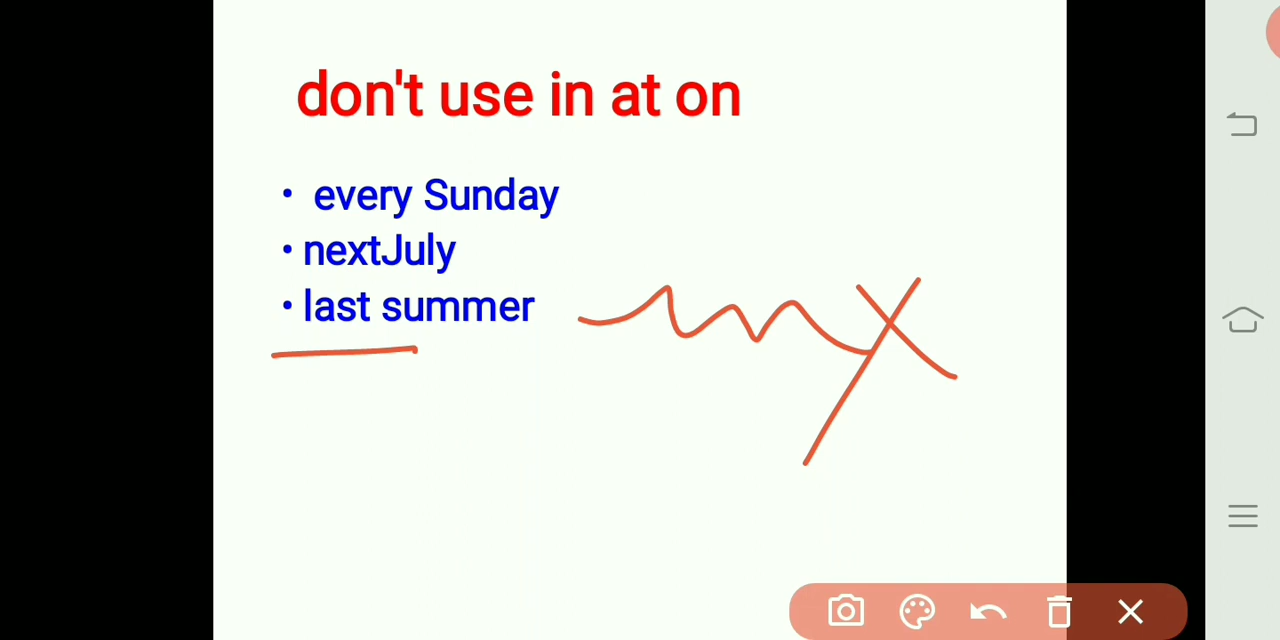 don't use in at on
• every Sunday
• nextJuly
• last summer